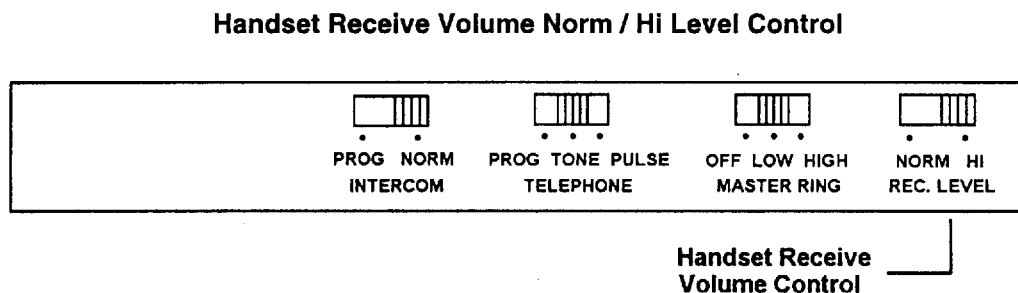 Handset Receive Volume Norm / Hi Level Control
PROG NORM PROG TONE PULSE OFF LOW HIGH NORM HI
INTERCOM TELEPHONE MASTER RING REC. LEVEL
Handset Receive
Volume Control